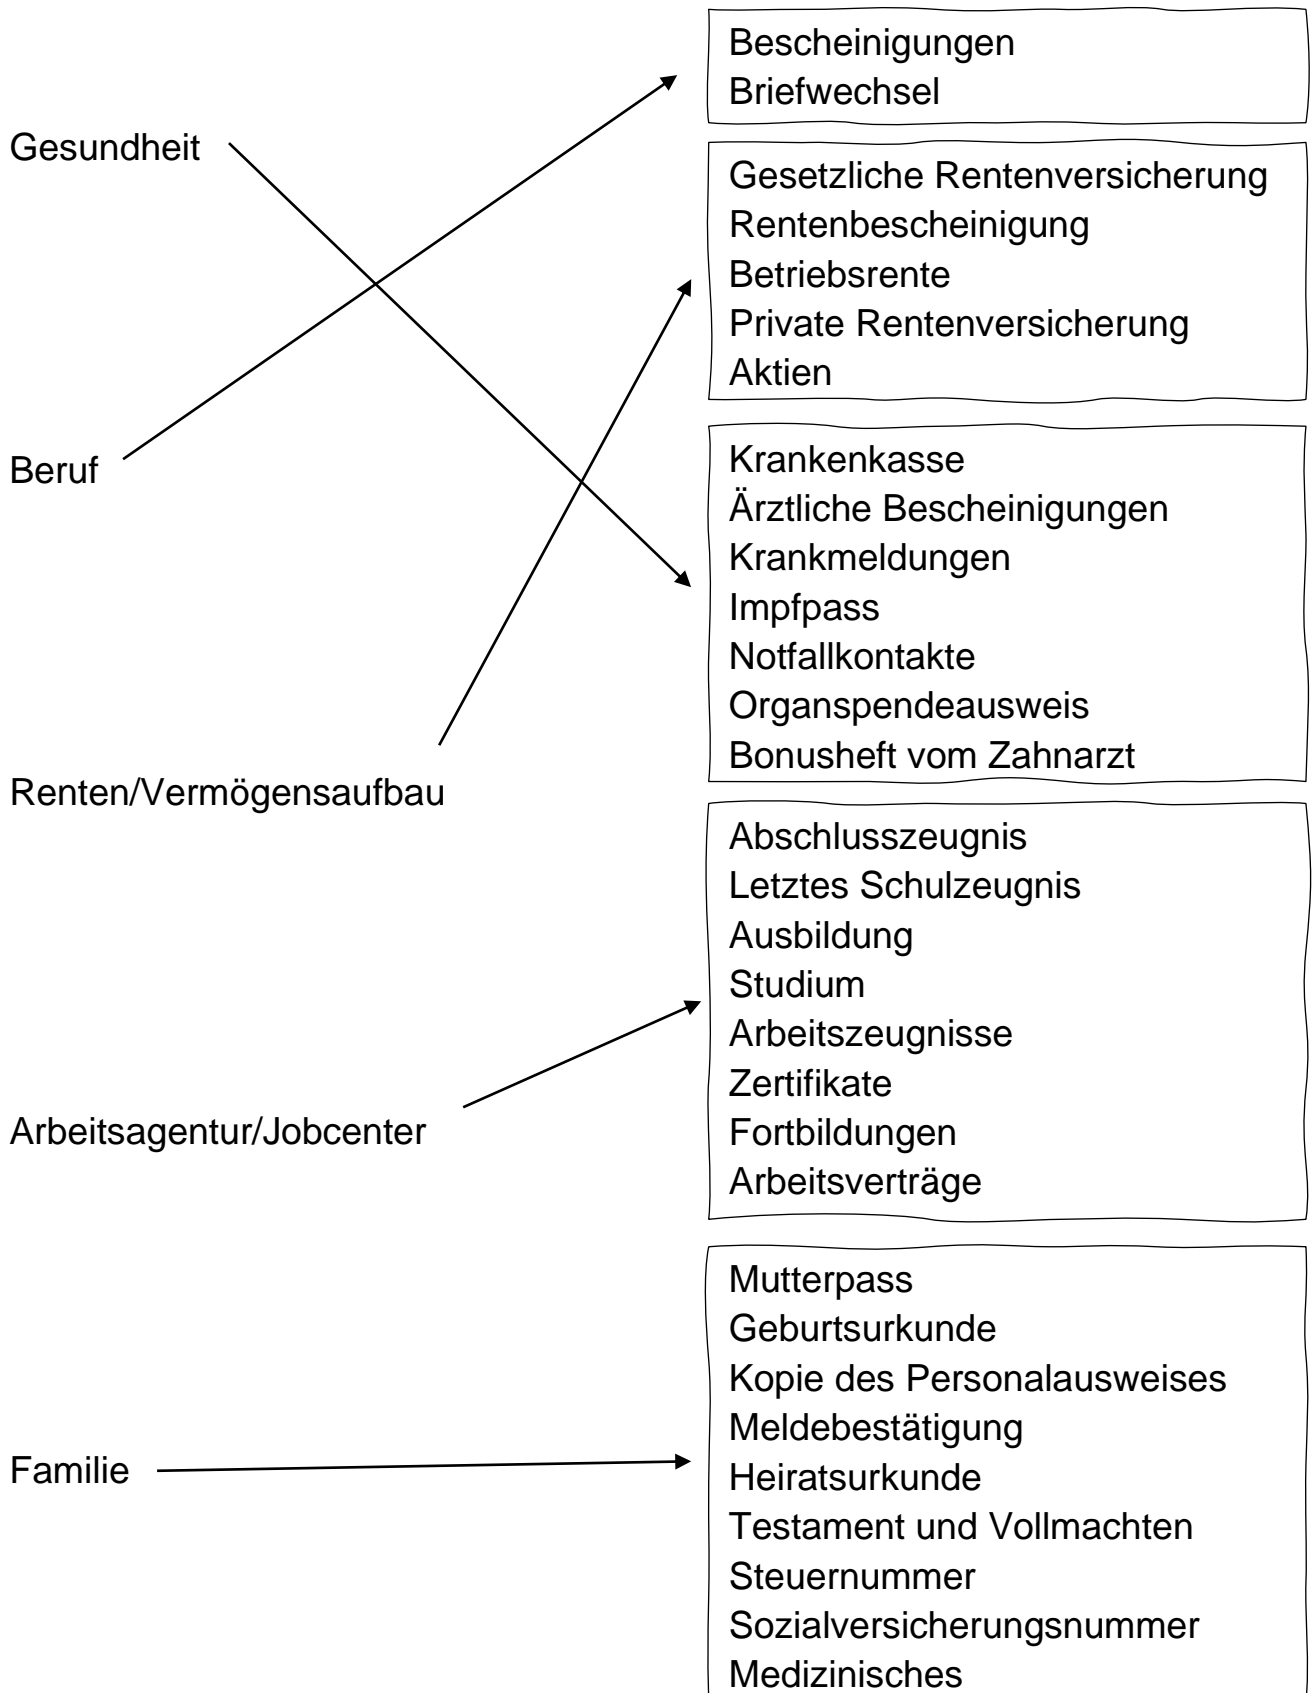 Bescheinigungen
Briefwechsel
Gesundheit
Gesetzliche Rentenversicherung
Rentenbescheinigung
Betriebsrente
Private Rentenversicherung
Aktien
Beruf
Krankenkasse
Ärztliche Bescheinigungen
Krankmeldungen
Impfpass
Notfallkontakte
Organspendeausweis
Bonusheft vom Zahnarzt
Renten/Vermögensaufbau
Abschlusszeugnis
Letztes Schulzeugnis
Ausbildung
Studium
Arbeitszeugnisse
Zertifikate
Fortbildungen
Arbeitsverträge
Arbeitsagentur/Jobcenter
Mutterpass
Geburtsurkunde
Kopie des Personalausweises
Meldebestätigung
Heiratsurkunde
Testament und Vollmachten
Steuernummer
Sozialversicherungsnummer
Medizinisches
Familie